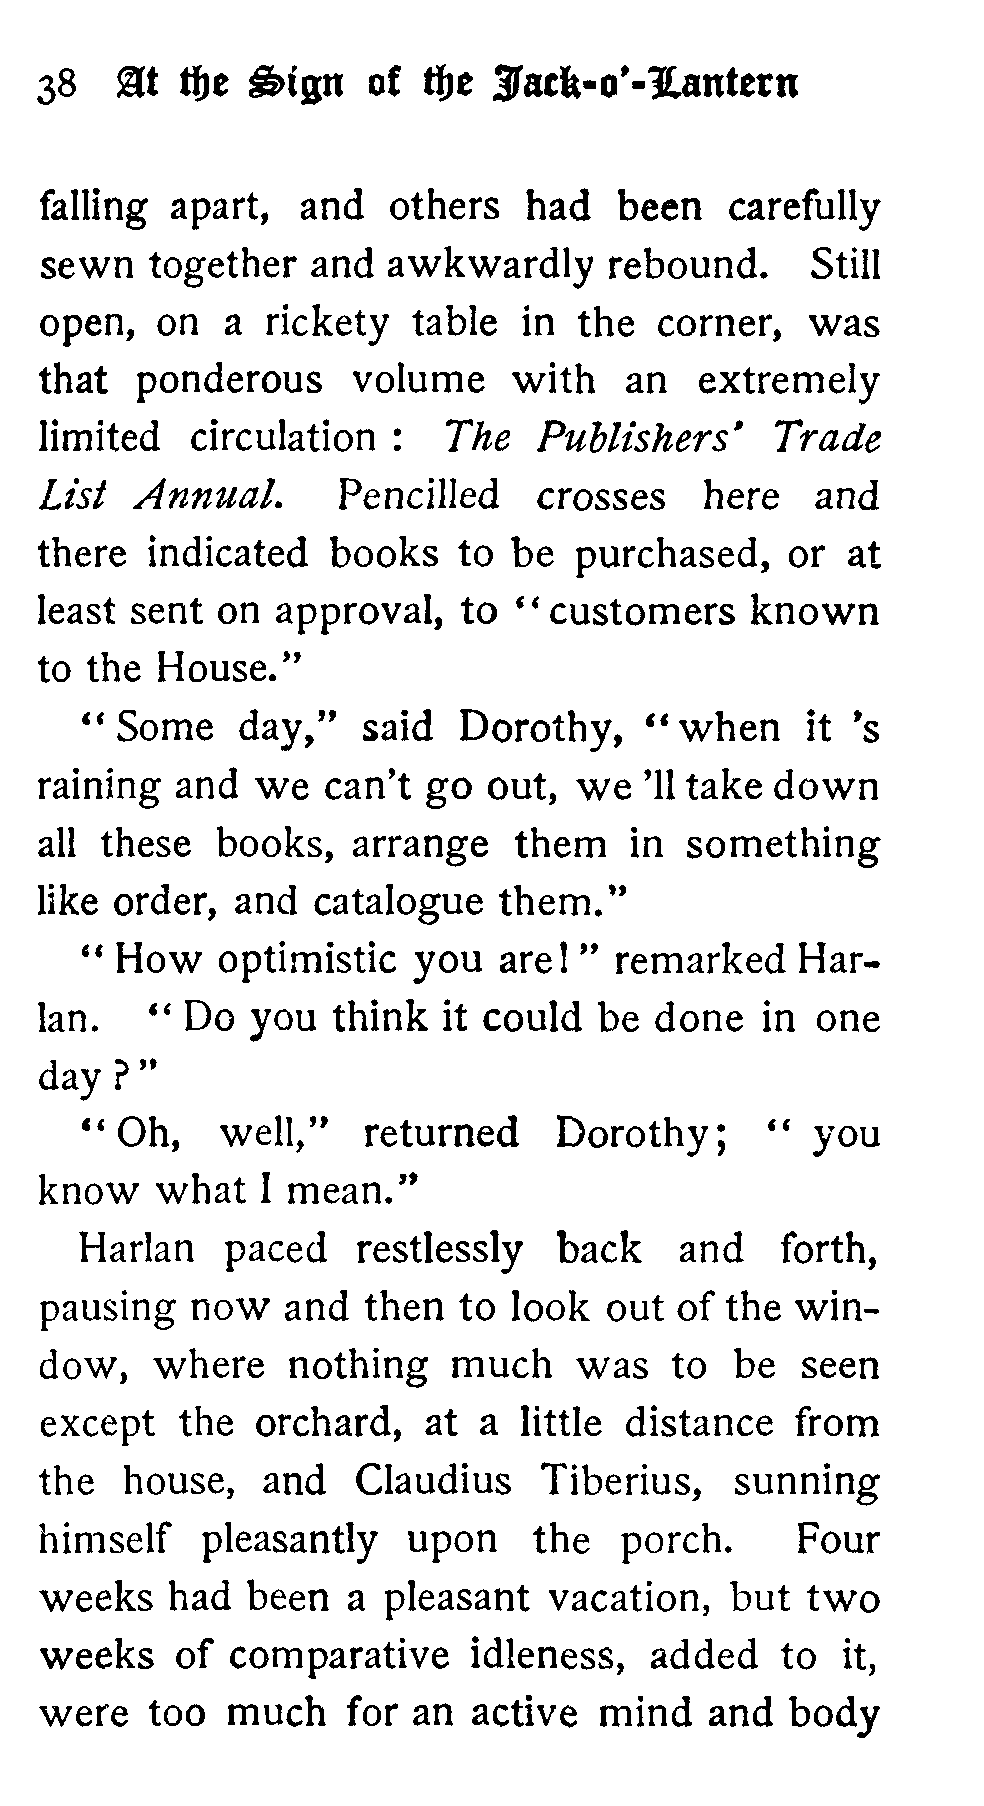 38 At the Sign of the Jack-o'-Lantern
falling apart, and others had been carefully
sewn together and awkwardly rebound. Still
open, on a rickety table in the corner, was
that ponderous volume with an extremely
limited circulation : The Publishers' Trade
List Annual. Pencilled crosses here and
there indicated books to be purchased, or at
least sent on approval, to “customers known
to the House.”
“Some day,” said Dorothy, “when it 's
raining and we can't go out, we 'll take down
all these books, arrange them in something
like order, and catalogue them.”
“How optimistic you are!” remarked Har-
lan. “Do you think it could be done in one
day ?”
“Oh, well,” returned Dorothy; “ you
know what I mean.”
Harlan paced restlessly back and forth,
pausing now and then to look out of the win-
dow, where nothing much was to be seen
except the orchard, at a little distance from
the house, and Claudius Tiberius, sunning
himself pleasantly upon the porch. Four
weeks had been a pleasant vacation, but two
weeks of comparative idleness, added to it,
were too much for an active mind and body